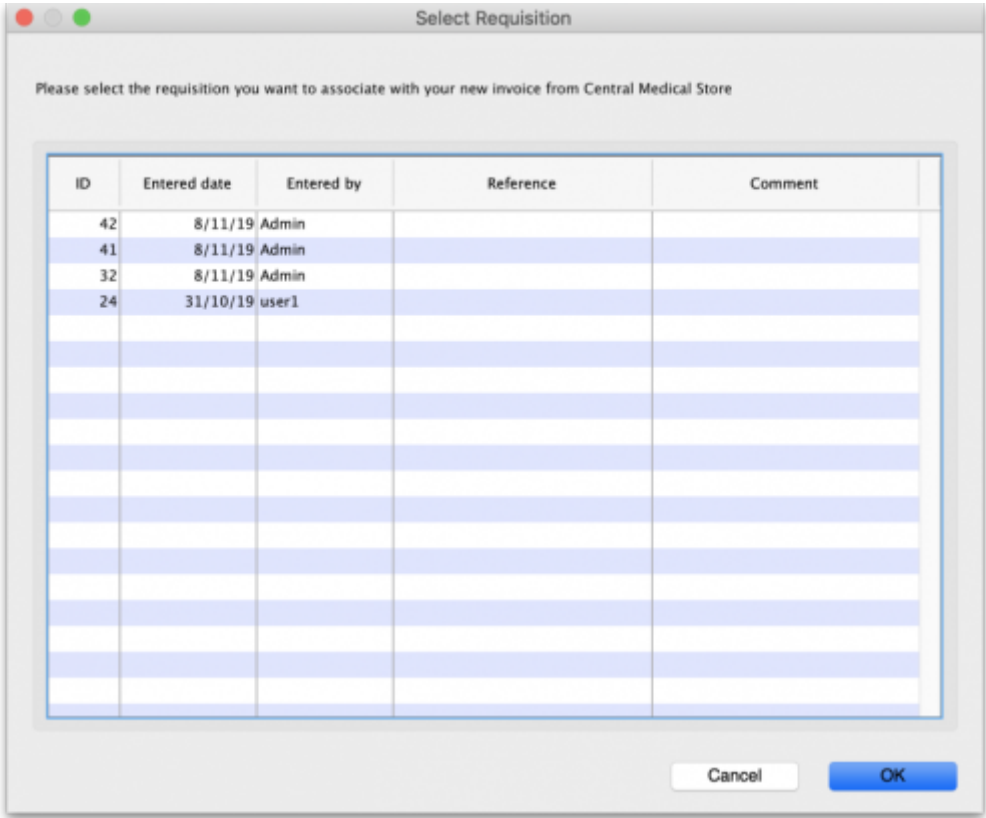 Select Requisition
Please select the requisition you want to associate with your new invoice from Central Medical Store
ID Entered date Entered by Reference Comment
42 8/11/19 Admin
41 8/11/19 Admin
32 8/11/19 Admin
24 31/10/19 user1
Cancel OK